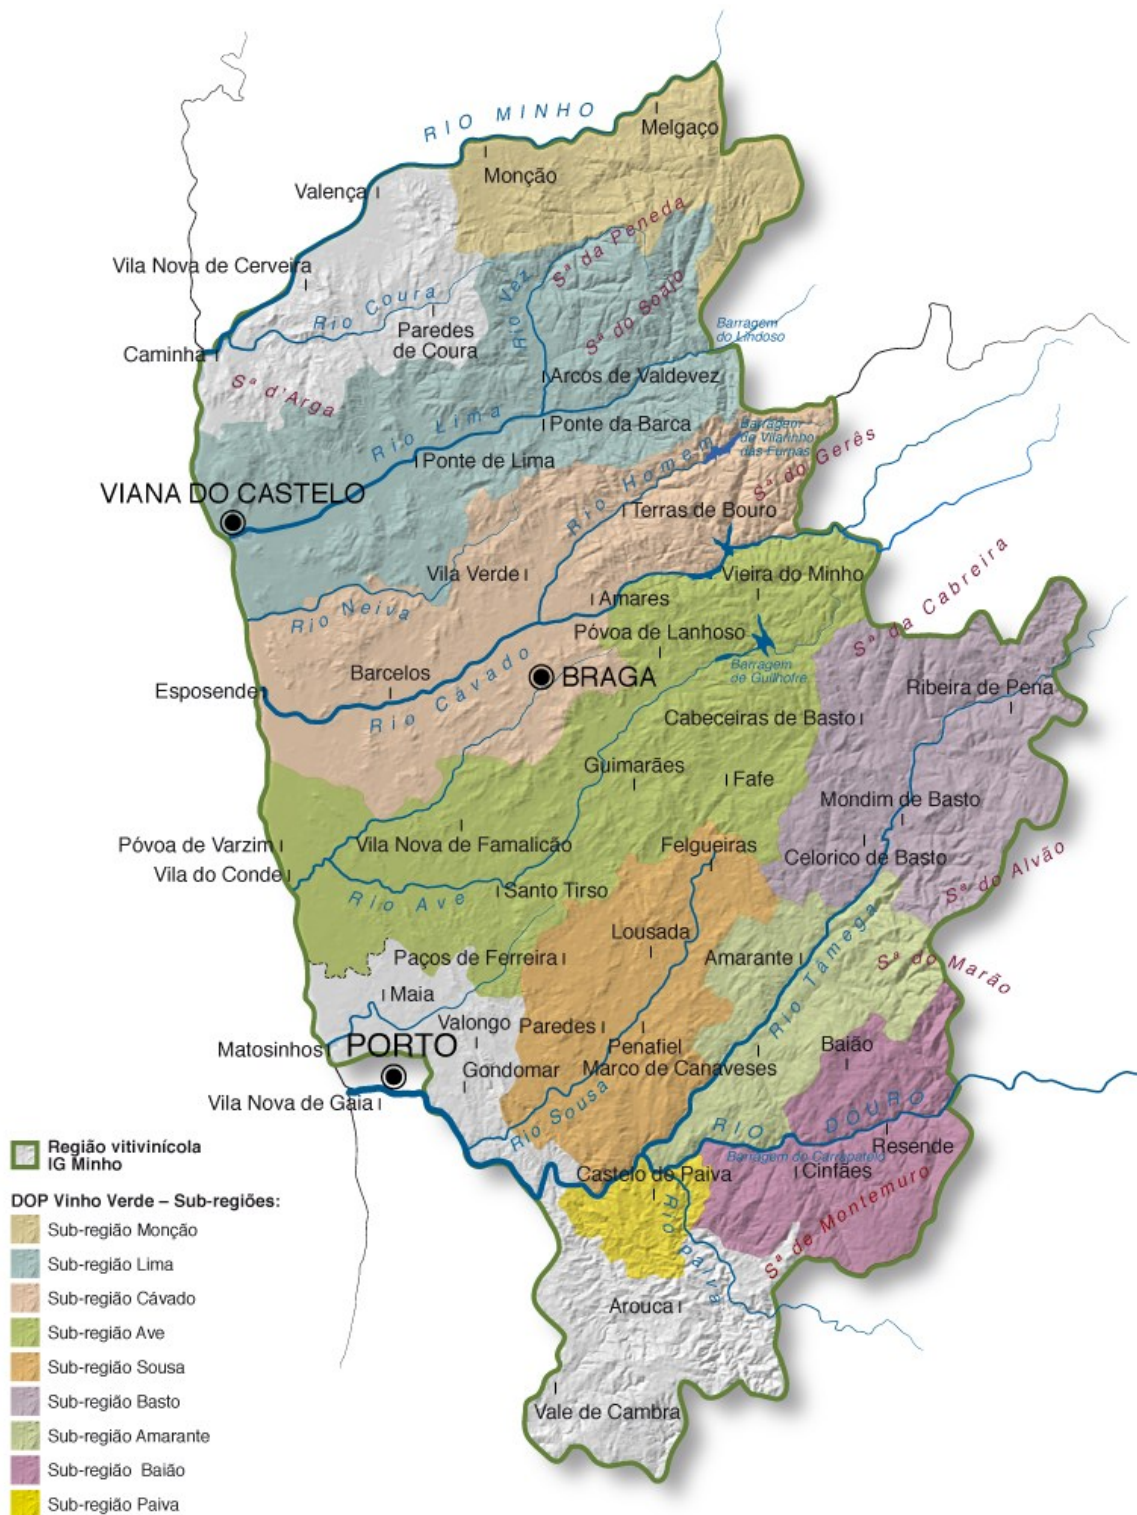 RIO MINHO
Melgaço
Monção
Valença
Sª da Peneda
Vila Nova de Cerveira
Rio Vez
Rio Coura
Sª do Soajo
Paredes
de Coura
Barragem
do Lindoso
Caminha
Sª d'Arga
Arcos de Valdevez
Rio Lima
Ponte da Barca
Barragem
de Vilarinho
das Furnas
Ponte de Lima
Rio Homem
Sª do Gerês
VIANA DO CASTELO
Terras de Bouro
Vila Verde
Vieira do Minho
Sª da Cabreira
Rio Neiva
Amares
Póvoa de Lanhoso
Barragem
de Guilhofre
Barcelos
BRAGA
Esposende
Rio Cávado
Ribeira de Pena
Cabeceiras de Basto
Guimarães
Fafe
Mondim de Basto
Póvoa de Varzim
Vila Nova de Famalicão
Felgueiras
Celorico de Basto
Vila do Conde
Santo Tirso
Rio Ave
Sª do Alvão
Lousada
Rio Tâmega
Paços de Ferreira
Amarante
Sª do Marão
Maia
Valongo
Paredes
Penafiel
Baião
Matosinhos
PORTO
Gondomar
Marco de Canaveses
Vila Nova de Gaia
Rio Sousa
RIO DOURO
Resende
Barragem do Carrapatelo
Castelo de Paiva
Cinfães
Rio Paiva
Sª de Montemuro
Arouca
Vale de Cambra
Região vitivinícola
IG Minho
DOP Vinho Verde – Sub-regiões:
Sub-região Monção
Sub-região Lima
Sub-região Cávado
Sub-região Ave
Sub-região Sousa
Sub-região Basto
Sub-região Amarante
Sub-região Baião
Sub-região Paiva